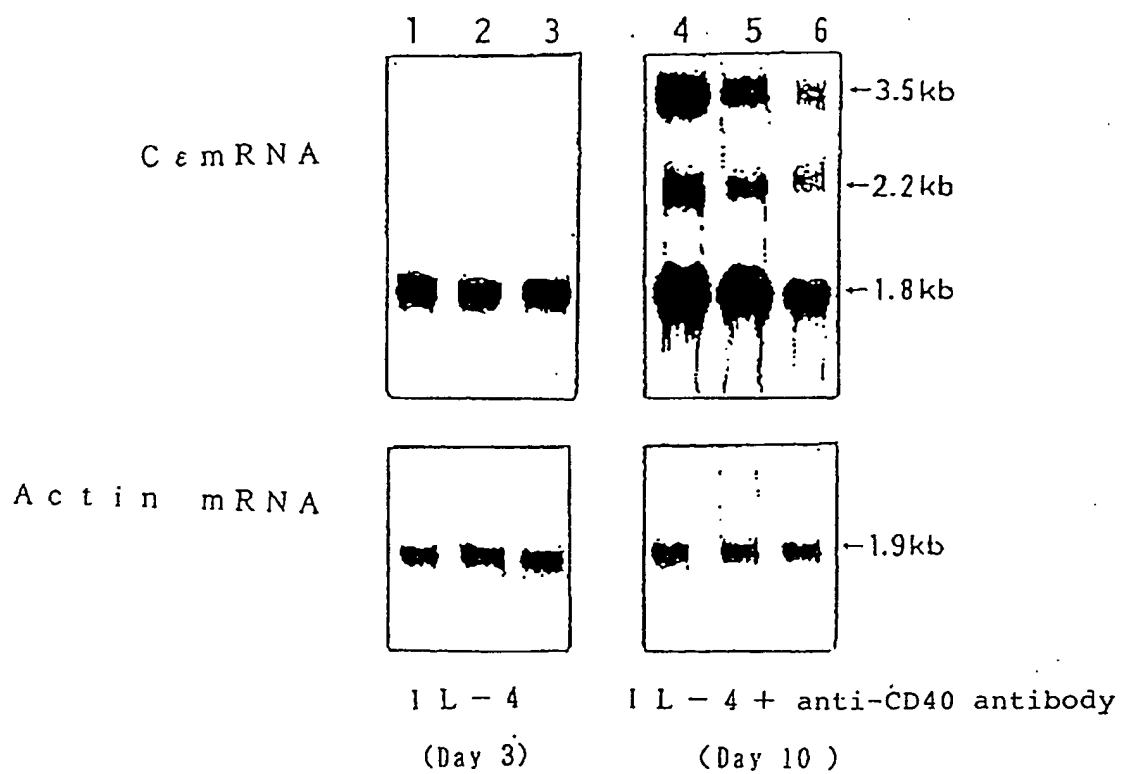 1 2 3 4 5 6
←3.5kb
CεmRNA
←2.2kb
←1.8kb
Actin mRNA
←1.9kb
IL-4 IL-4+anti-CD40 antibody
(Day 3) (Day 10)